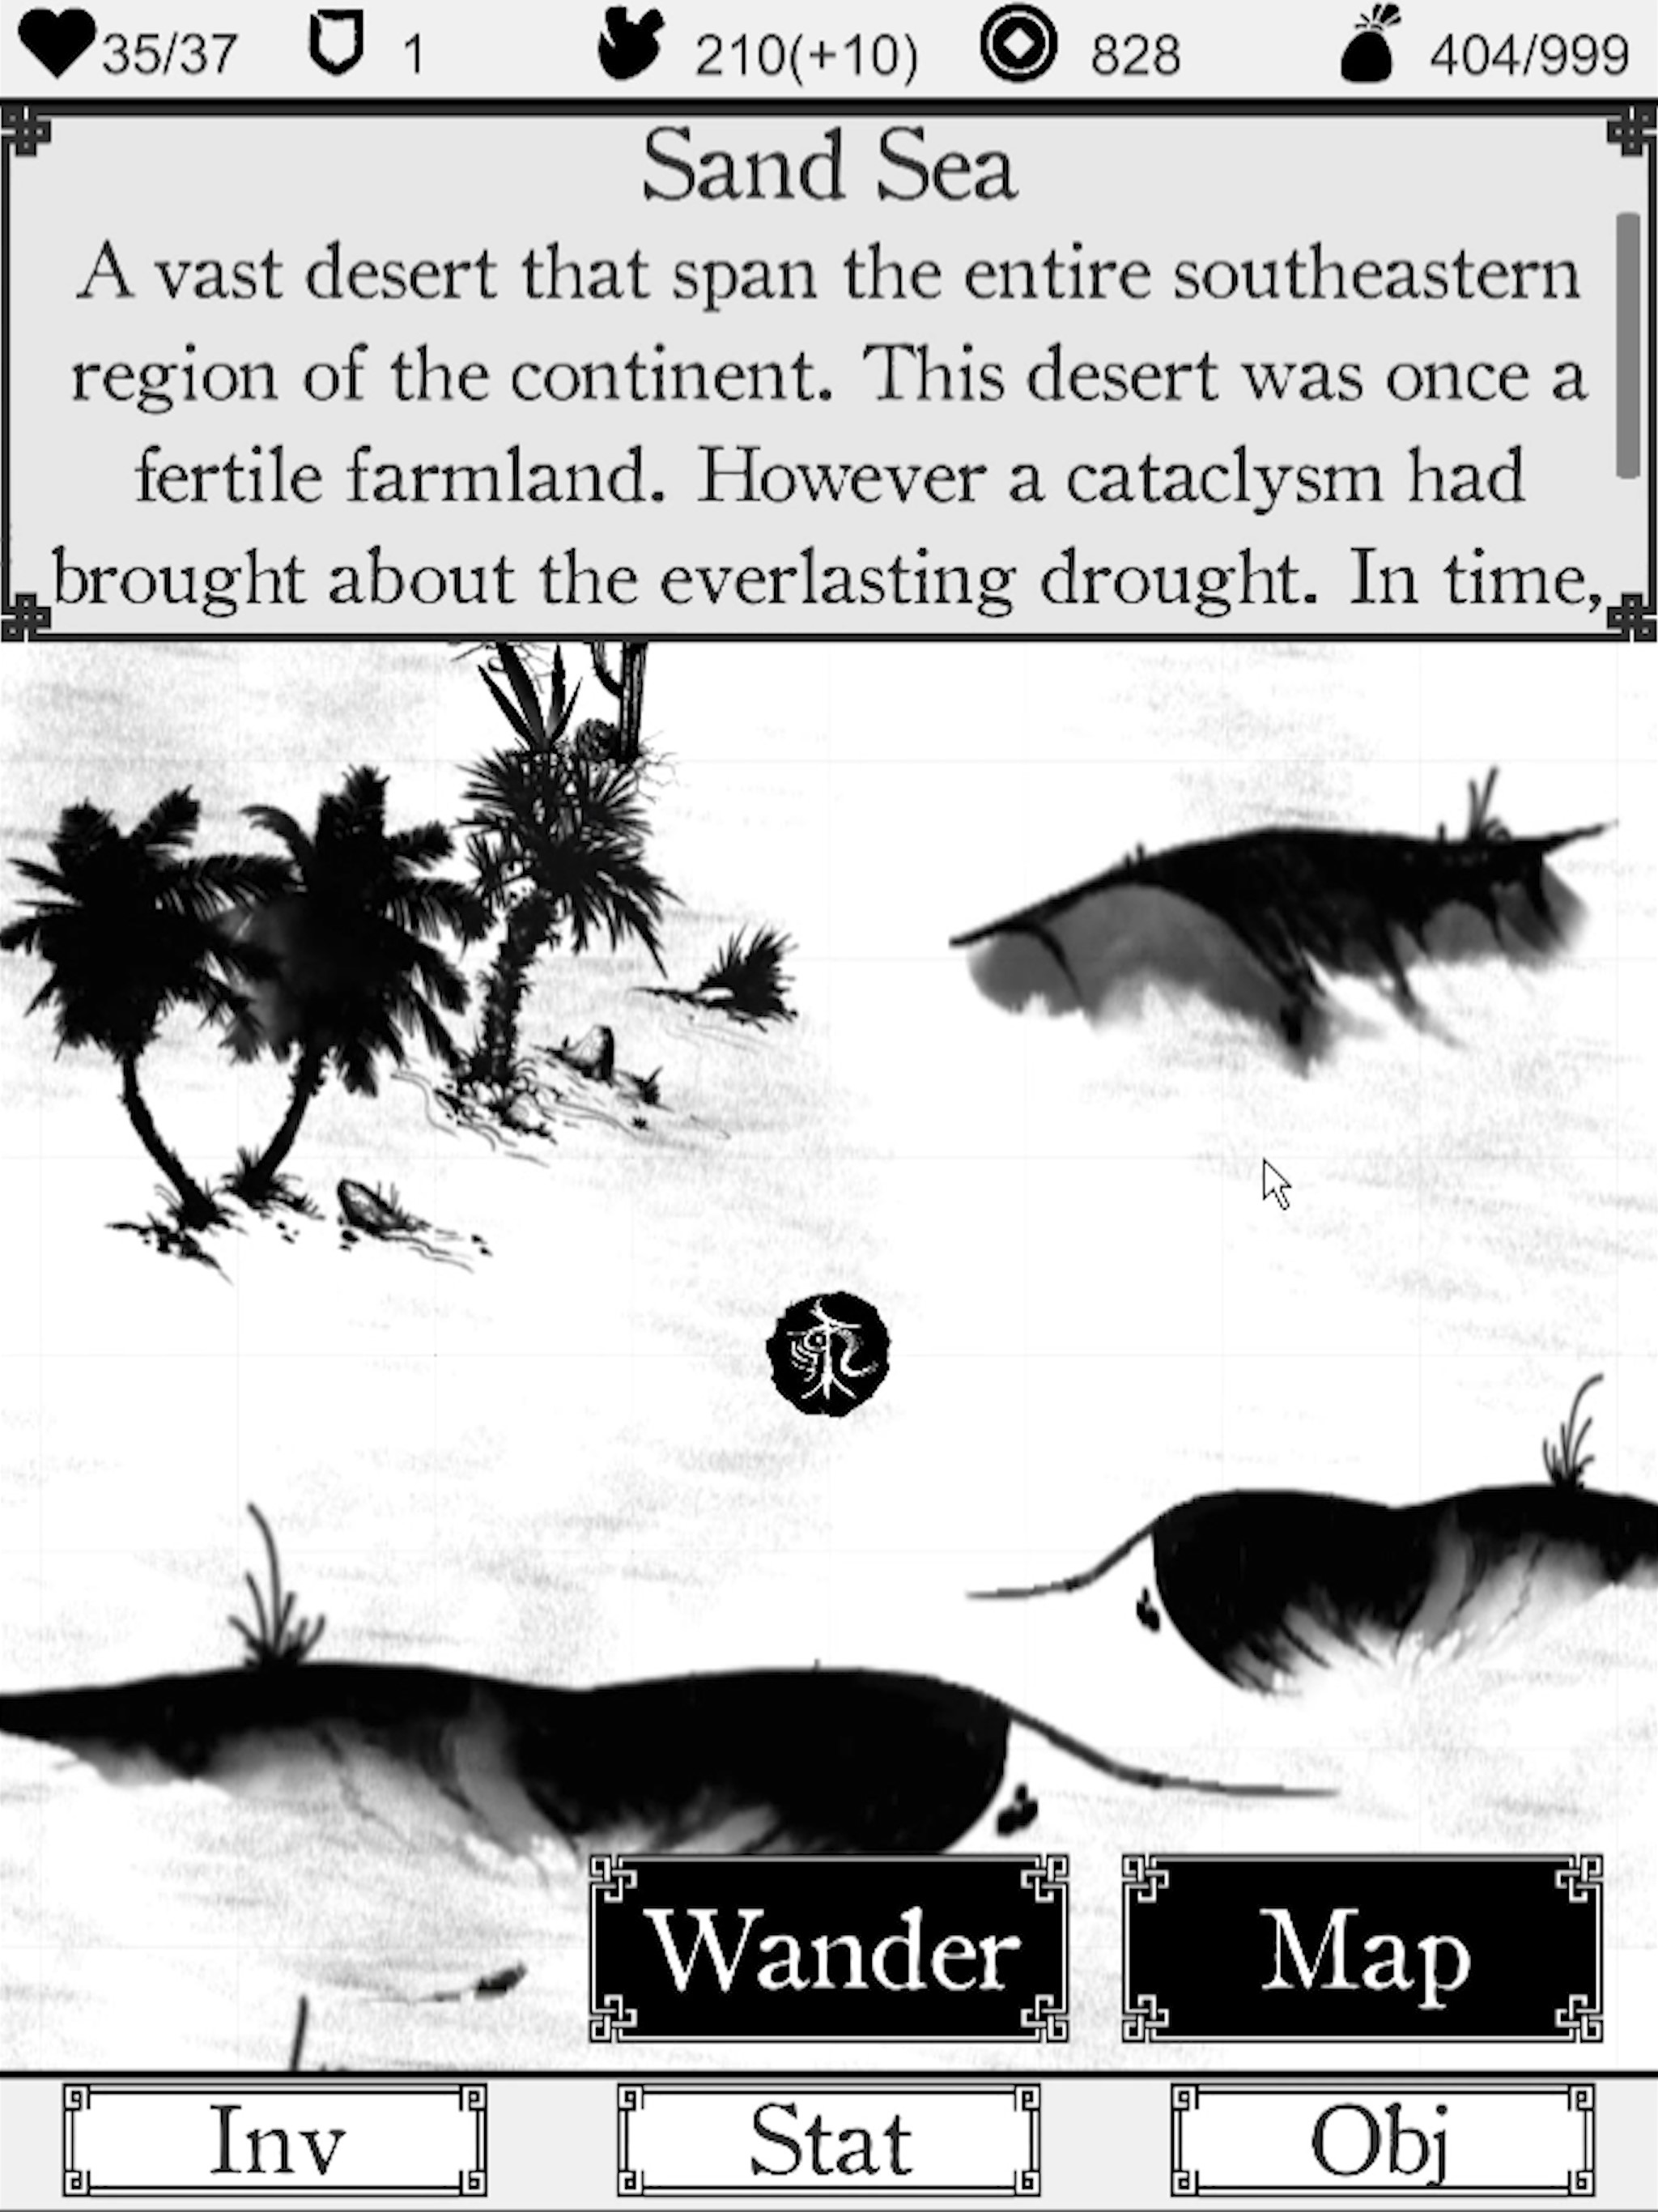 35/37 1 210(+10) 828 404/999
Sand Sea
A vast desert that span the entire southeastern
region of the continent. This desert was once a
fertile farmland. However a cataclysm had
brought about the everlasting drought. In time,
Wander Map
Inv Stat Obj